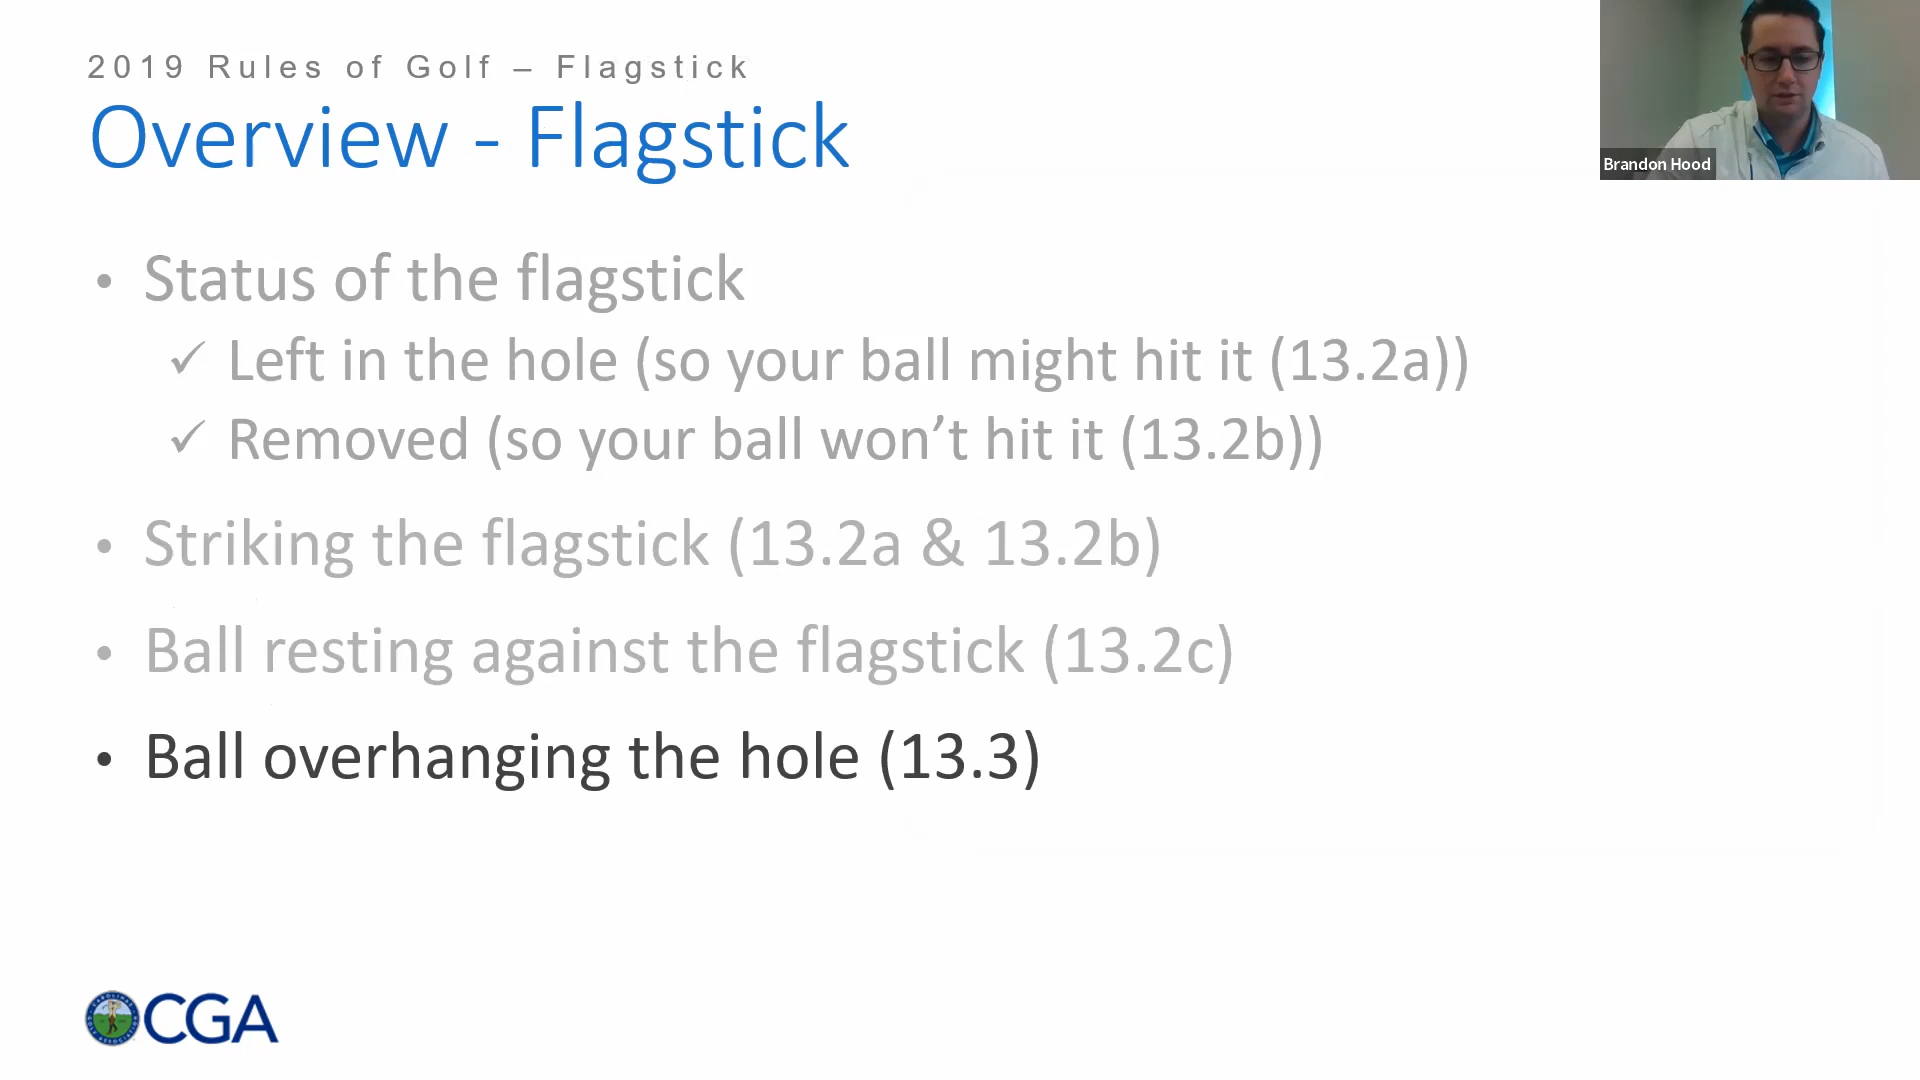 2019 Rules of Golf – Flagstick
Overview - Flagstick
Brandon Hood
• Status of the flagstick
✓ Left in the hole (so your ball might hit it (13.2a))
✓ Removed (so your ball won’t hit it (13.2b))
• Striking the flagstick (13.2a & 13.2b)
• Ball resting against the flagstick (13.2c)
• Ball overhanging the hole (13.3)
CGA